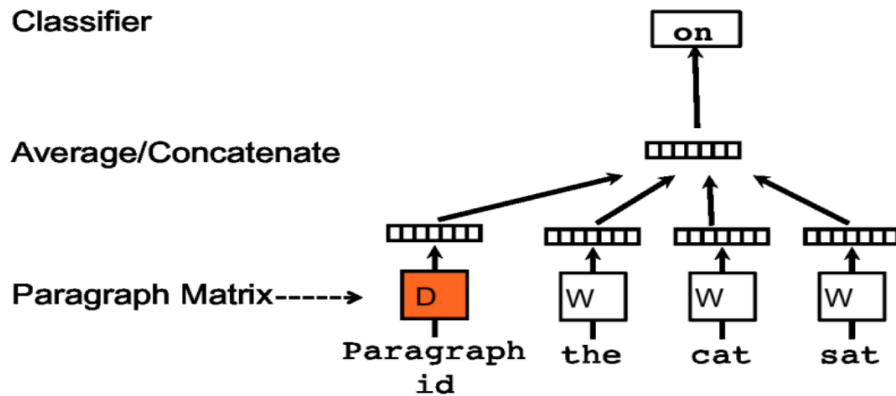 Classifier
on
Average/Concatenate
Paragraph Matrix
D
W
W
W
Paragraph
id
the
cat
sat